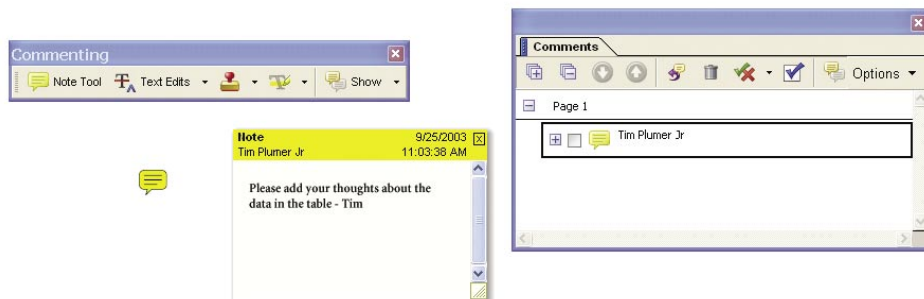 Commenting
Note Tool Text Edits Show
Note 9/25/2003
Tim Plumer Jr 11:03:38 AM
Please add your thoughts about the
data in the table - Tim
Comments
Options
Page 1
Tim Plumer Jr